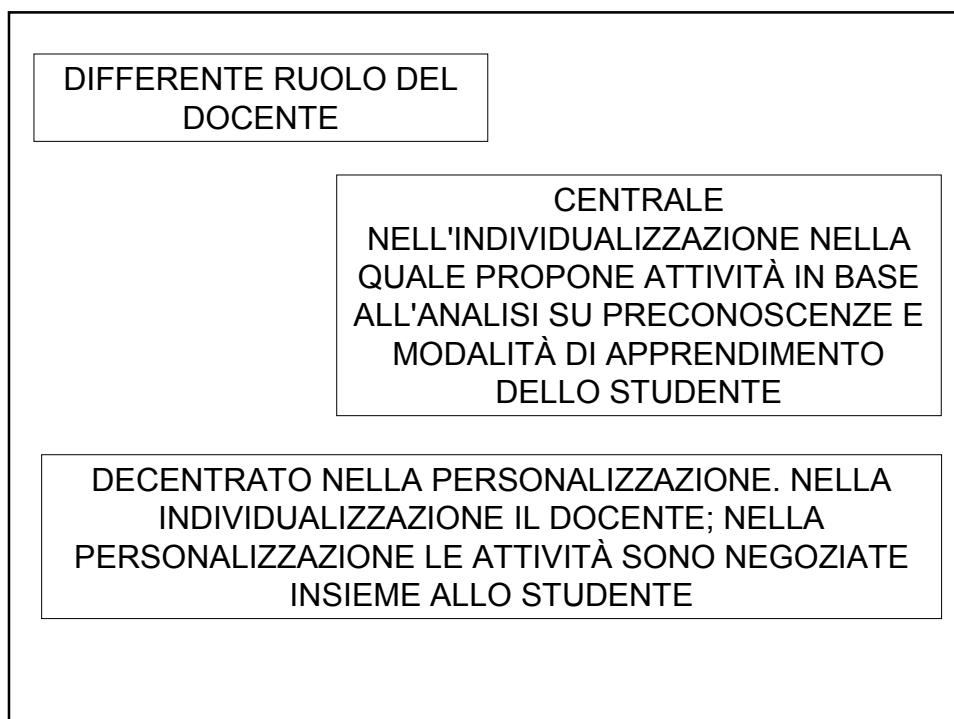 DIFFERENTE RUOLO DEL
DOCENTE
CENTRALE
NELL'INDIVIDUALIZZAZIONE NELLA
QUALE PROPONE ATTIVITÀ IN BASE
ALL'ANALISI SU PRECONOSCENZE E
MODALITÀ DI APPRENDIMENTO
DELLO STUDENTE
DECENTRATO NELLA PERSONALIZZAZIONE. NELLA
INDIVIDUALIZZAZIONE IL DOCENTE; NELLA
PERSONALIZZAZIONE LE ATTIVITÀ SONO NEGOZIATE
INSIEME ALLO STUDENTE